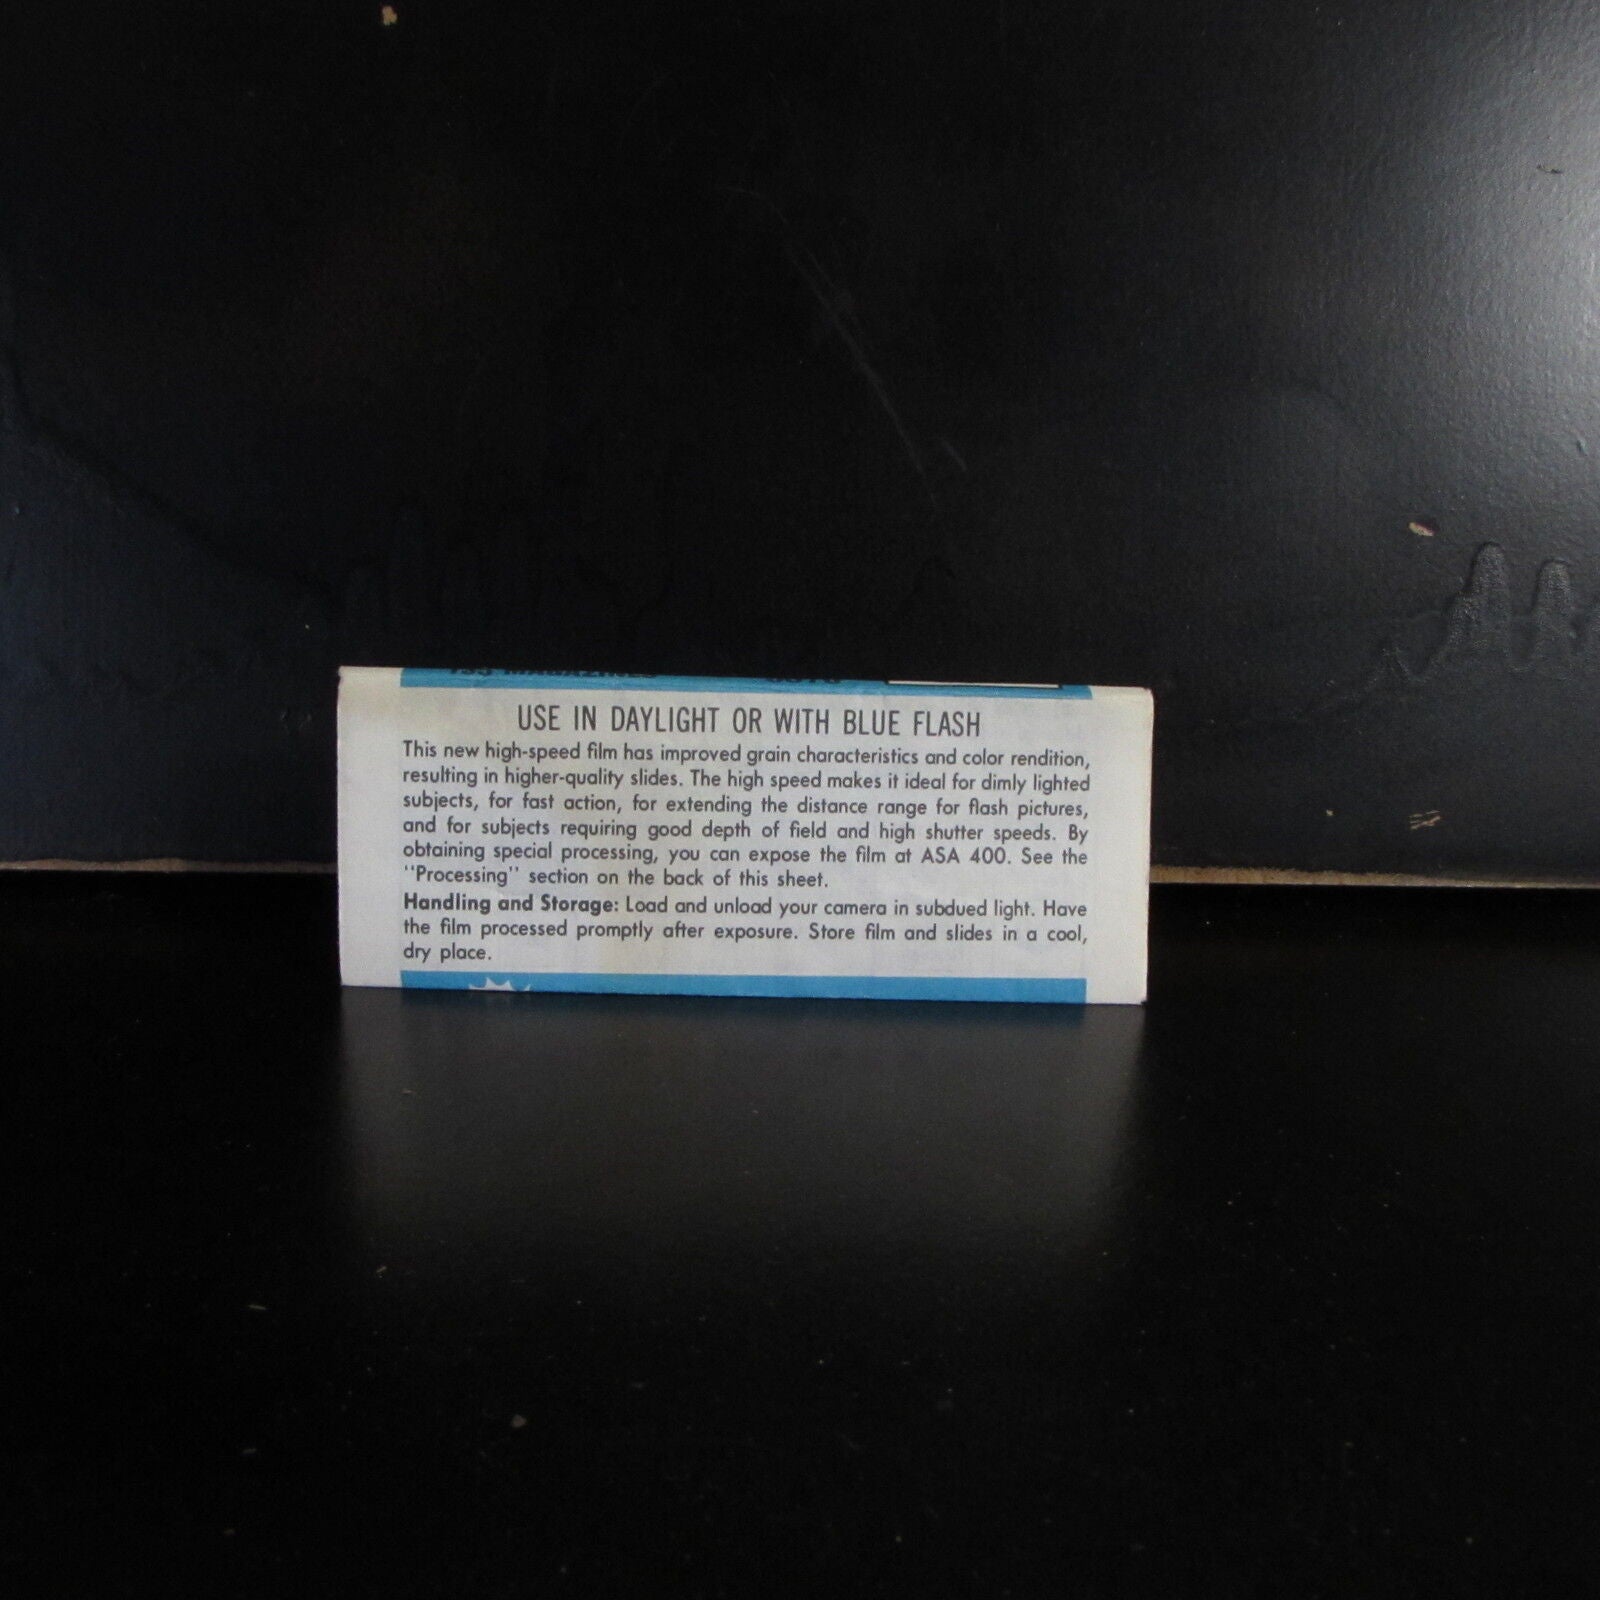 135 MAGAZINES
USE IN DAYLIGHT OR WITH BLUE FLASH
This new high-speed film has improved grain characteristics and color rendition,
resulting in higher-quality slides. The high speed makes it ideal for dimly lighted
subjects, for fast action, for extending the distance range for flash pictures,
and for subjects requiring good depth of field and high shutter speeds. By
obtaining special processing, you can expose the film at ASA 400. See the
"Processing" section on the back of this sheet.
Handling and Storage: Load and unload your camera in subdued light. Have
the film processed promptly after exposure. Store film and slides in a cool,
dry place.